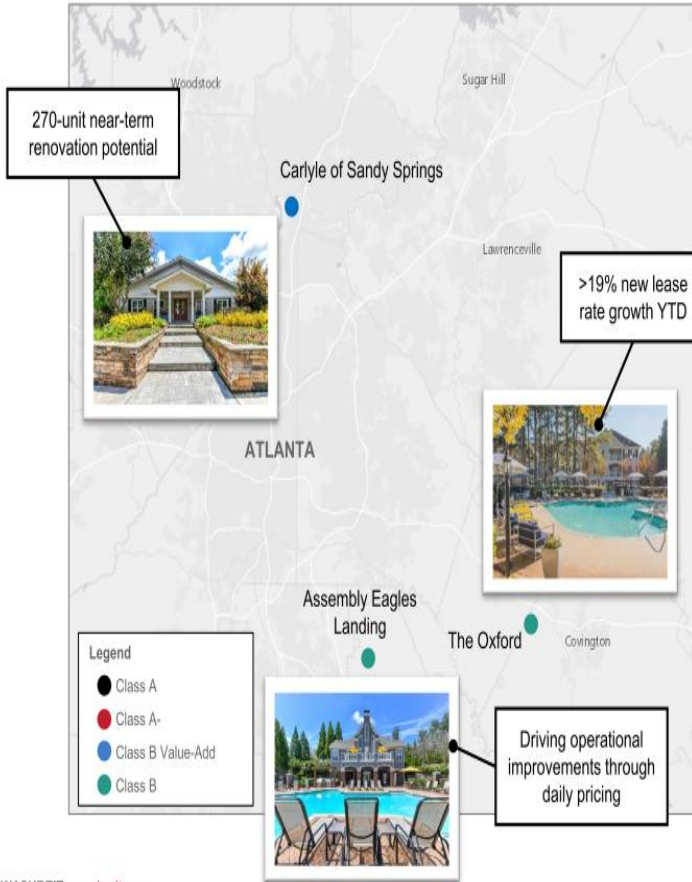 Woodstock
Sugar Hill
270-unit near-term
renovation potential
Carlyle of Sandy Springs
Lawrenceville
>19% new lease
rate growth YTD
ATLANTA
Assembly Eagles
Landing
The Oxford
Covington
Legend
Class A
Class A-
Class B Value-Add
Class B
Driving operational
improvements through
daily pricing